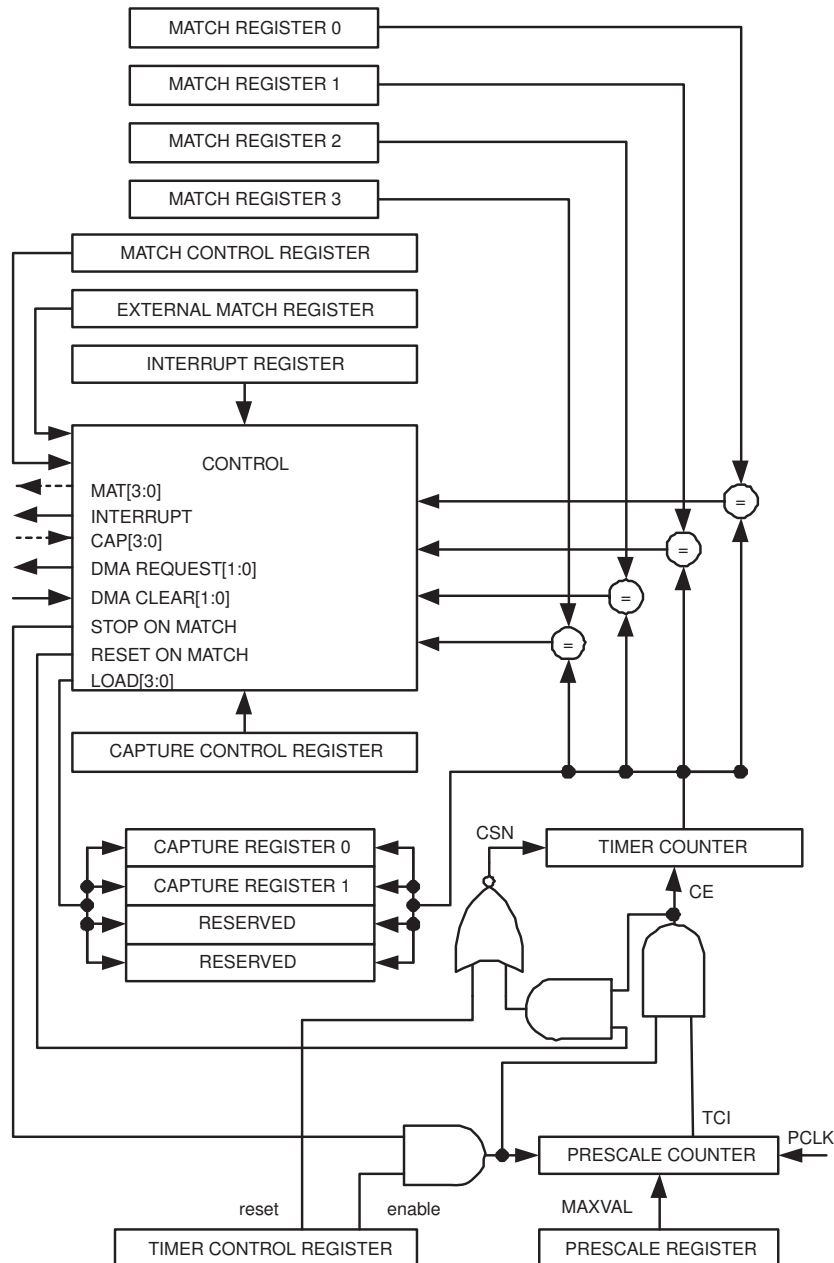 MATCH REGISTER 0
MATCH REGISTER 1
MATCH REGISTER 2
MATCH REGISTER 3
MATCH CONTROL REGISTER
EXTERNAL MATCH REGISTER
INTERRUPT REGISTER
CONTROL
MAT[3:0]
INTERRUPT
CAP[3:0]
DMA REQUEST[1:0]
DMA CLEAR[1:0]
STOP ON MATCH
RESET ON MATCH
LOAD[3:0]
=
=
=
=
CAPTURE CONTROL REGISTER
CSN
TIMER COUNTER
CE
CAPTURE REGISTER 0
CAPTURE REGISTER 1
RESERVED
RESERVED
TCI
PCLK
PRESCALE COUNTER
reset
enable
MAXVAL
TIMER CONTROL REGISTER
PRESCALE REGISTER